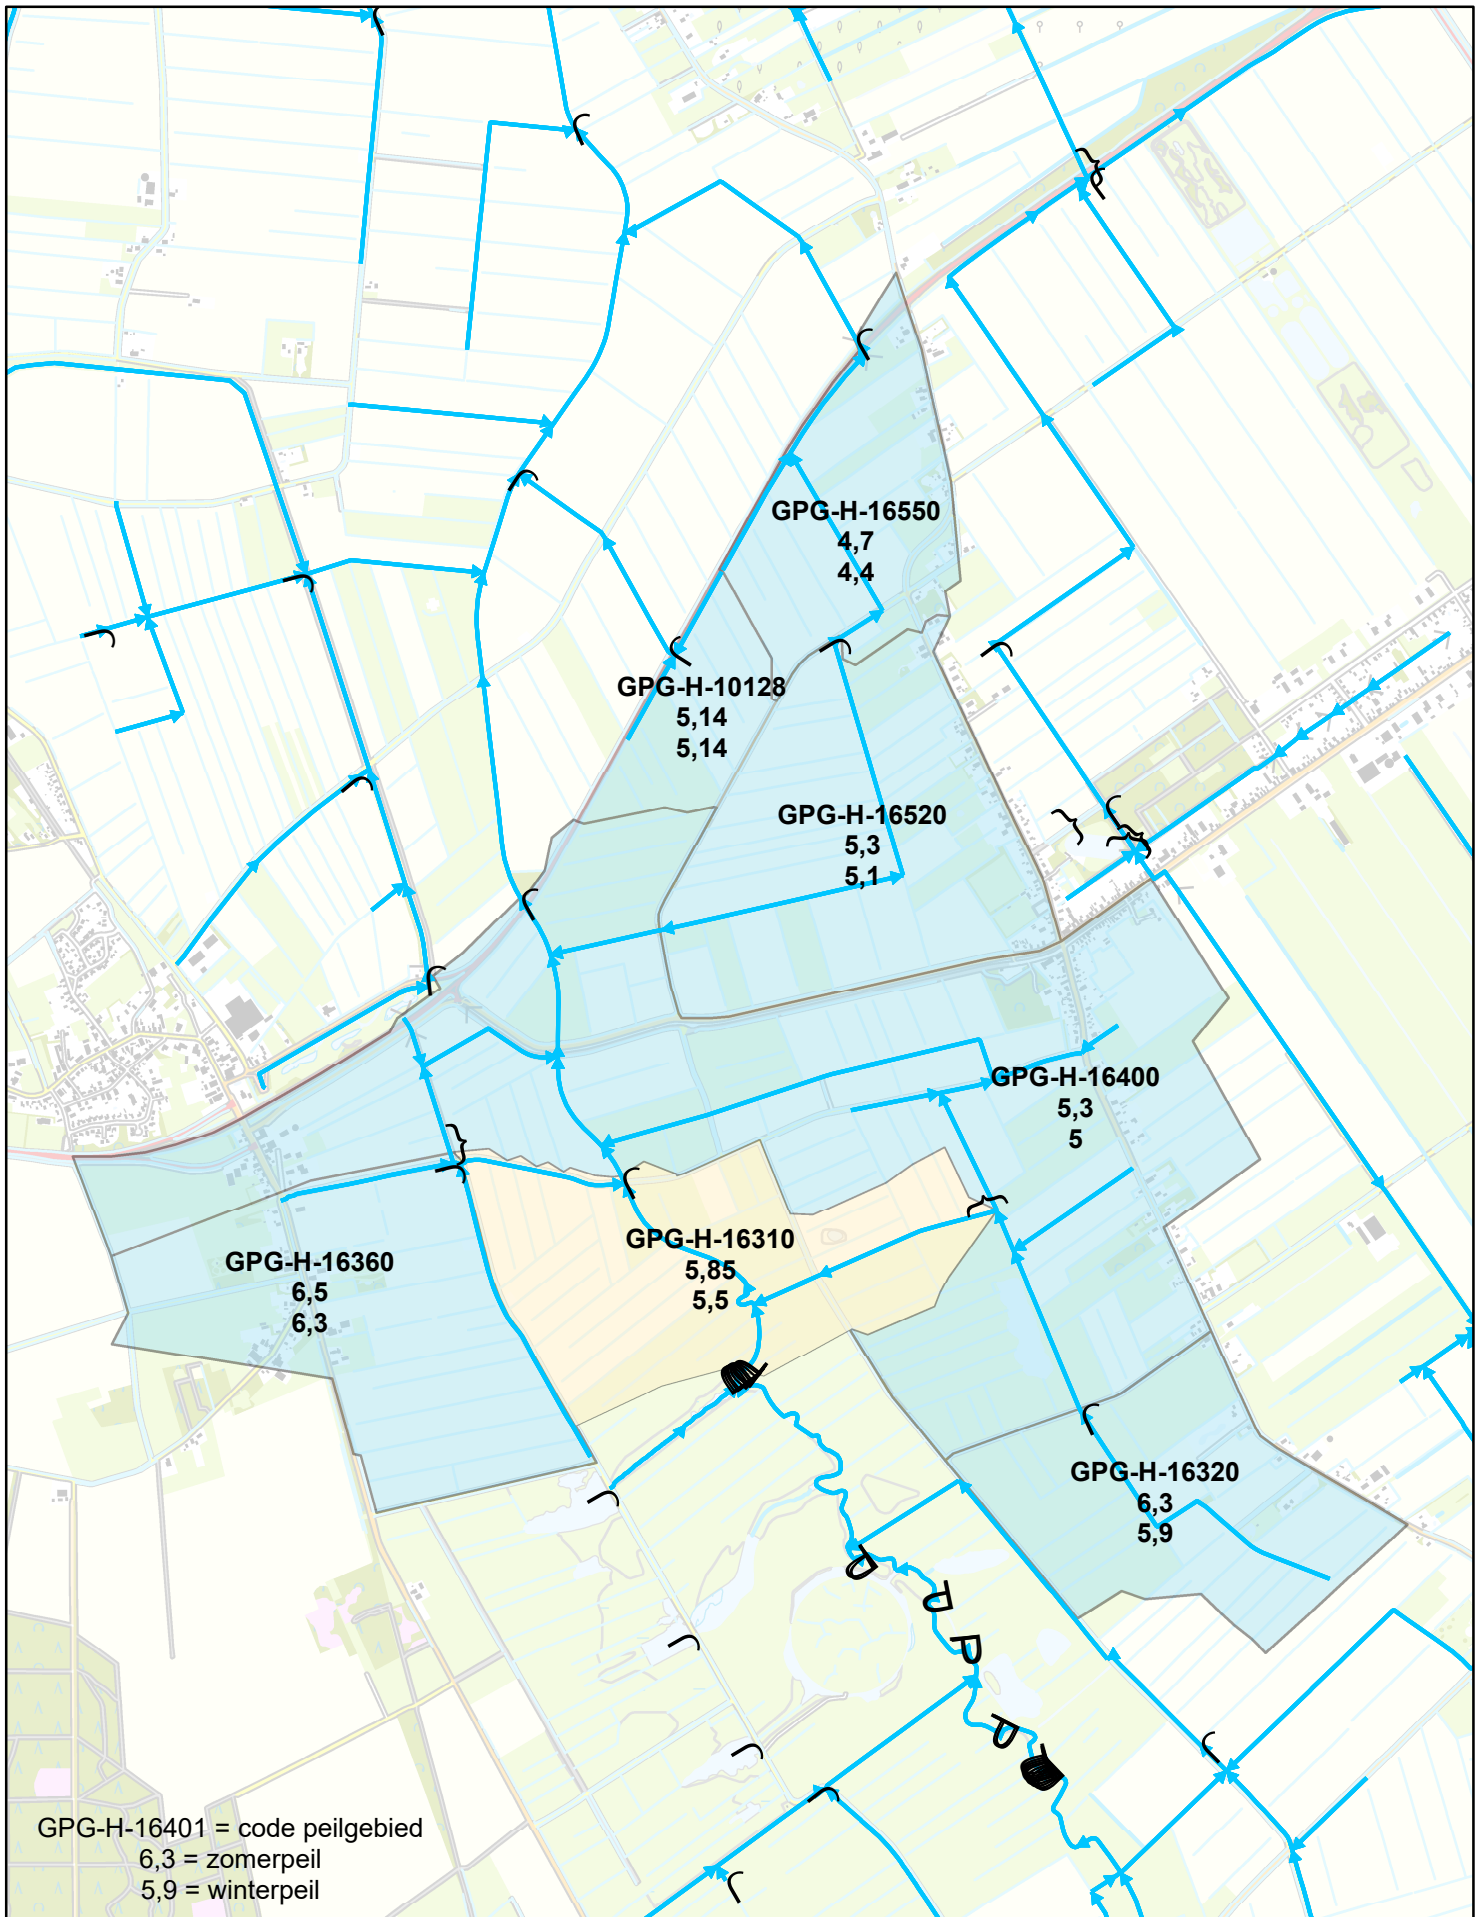 GPG-H-16550
4,7
4,4
GPG-H-10128
5,14
5,14
GPG-H-16520
5,3
5,1
GPG-H-16400
5,3
5
GPG-H-16310
5,85
5,5
GPG-H-16360
6,5
6,3
GPG-H-16320
6,3
5,9
GPG-H-16401 = code peilgebied
6,3 = zomerpeil
5,9 = winterpeil